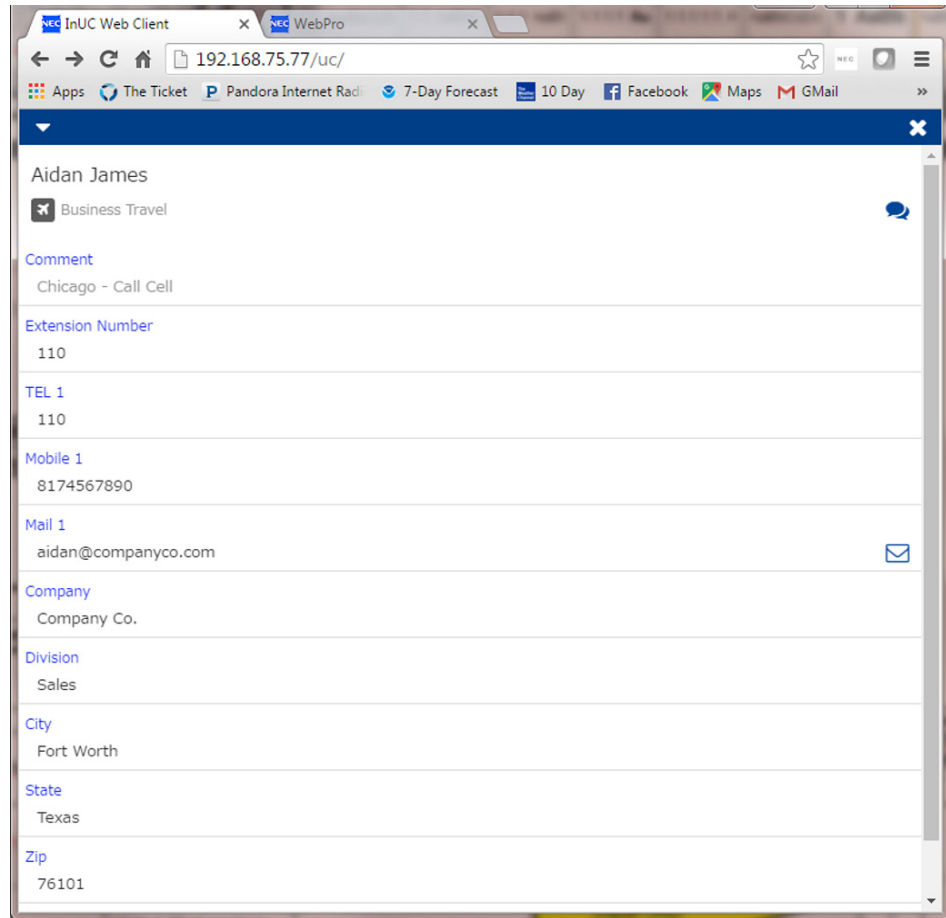 NEC InUC Web Client
NEC WebPro
192.168.75.77/uc/
NEC
Apps The Ticket P Pandora Internet Radi 7-Day Forecast 10 Day Facebook Maps GMail »
Aidan James
Business Travel
Comment
Chicago - Call Cell
Extension Number
110
TEL 1
110
Mobile 1
8174567890
Mail 1
aidan@companyco.com
Company
Company Co.
Division
Sales
City
Fort Worth
State
Texas
Zip
76101